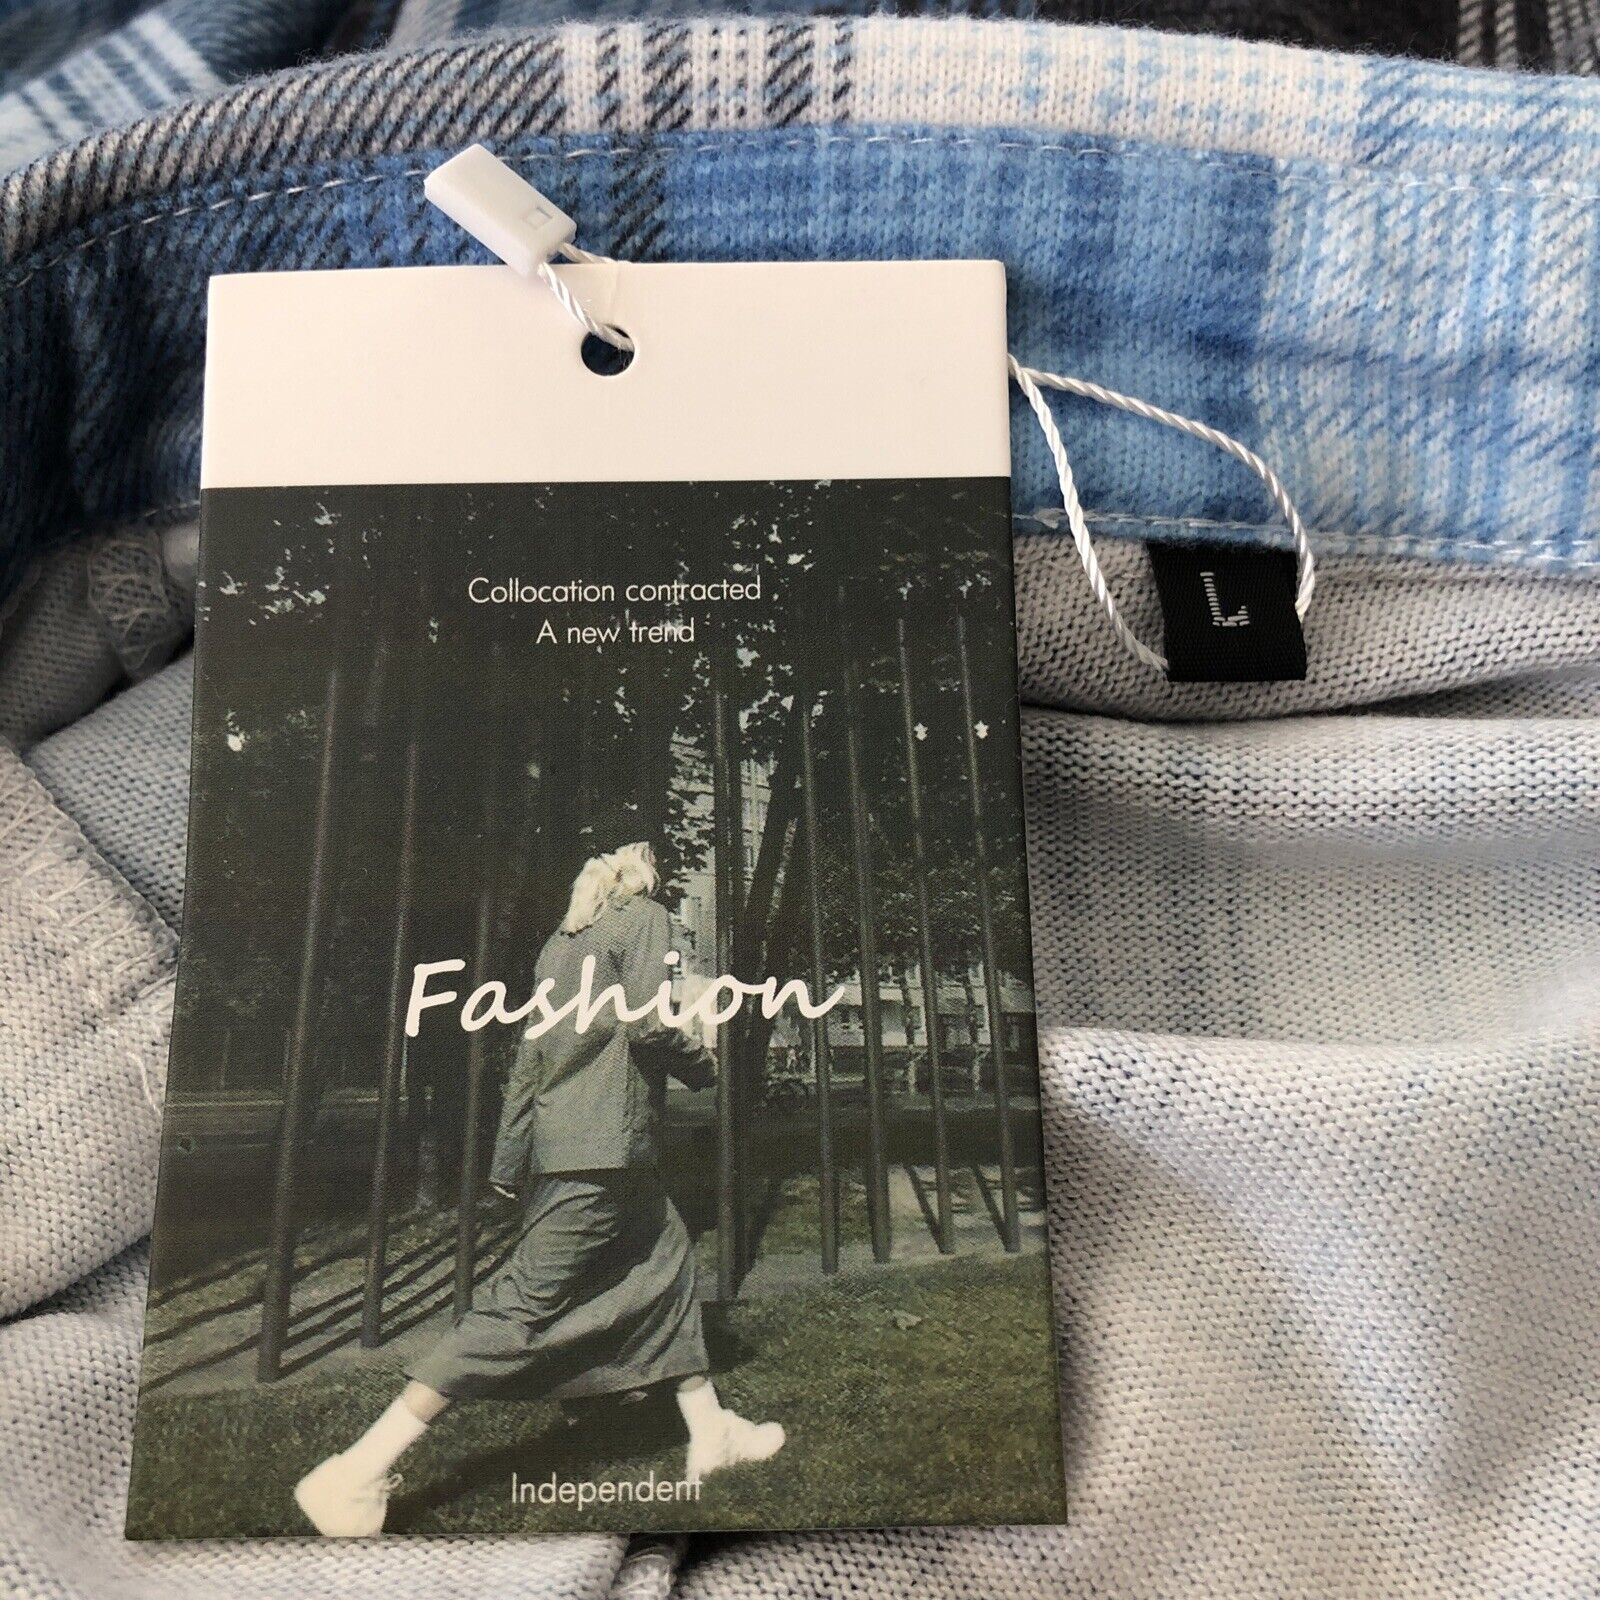 Collocation contracted
A new trend
Fashion
Independent
L